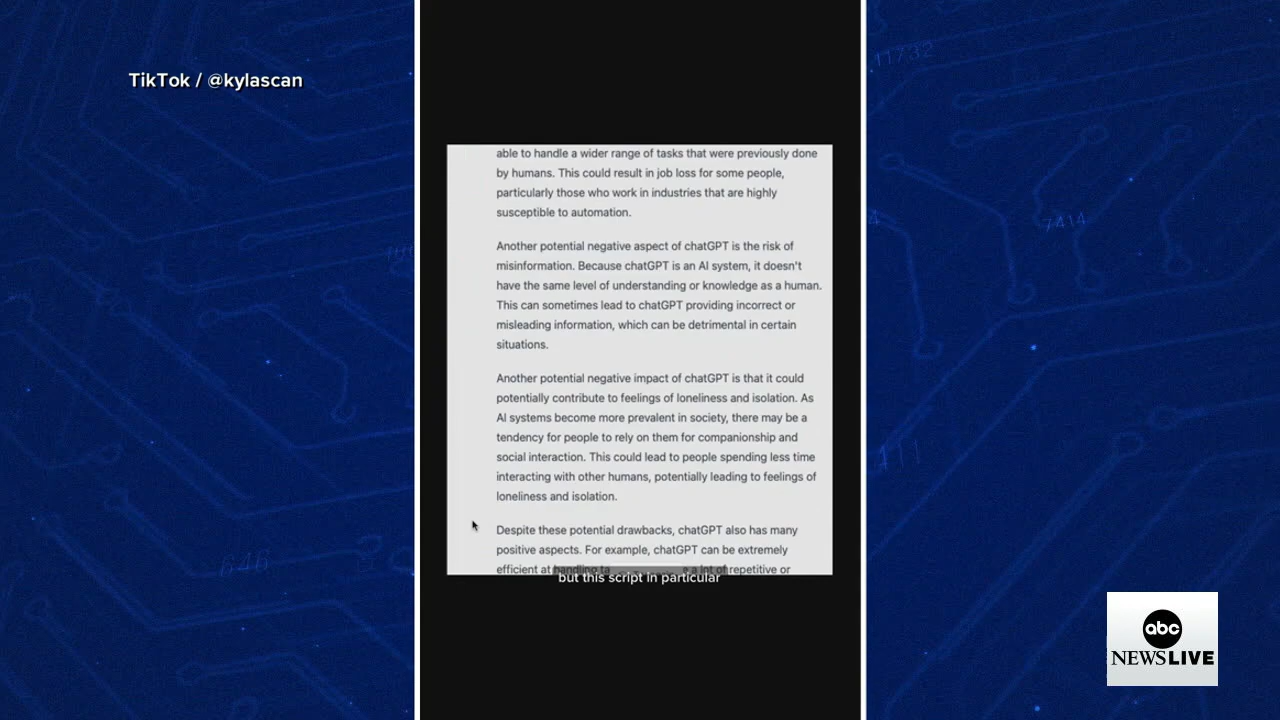 TikTok / @kylascan
able to handle a wider range of tasks that were previously done
by humans. This could result in job loss for some people,
particularly those who work in industries that are highly
susceptible to automation.
Another potential negative aspect of chatGPT is the risk of
misinformation. Because chatGPT is an AI system, it doesn't
have the same level of understanding or knowledge as a human.
This can sometimes lead to chatGPT providing incorrect or
misleading information, which can be detrimental in certain
situations.
Another potential negative impact of chatGPT is that it could
potentially contribute to feelings of loneliness and isolation. As
AI systems become more prevalent in society, there may be a
tendency for people to rely on them for companionship and
social interaction. This could lead to people spending less time
interacting with other humans, potentially leading to feelings of
loneliness and isolation.
Despite these potential drawbacks, chatGPT also has many
positive aspects. For example, chatGPT can be extremely
efficient at handling a lot of repetitive or
but this script in particular
646
7414
abc
NEWS LIVE